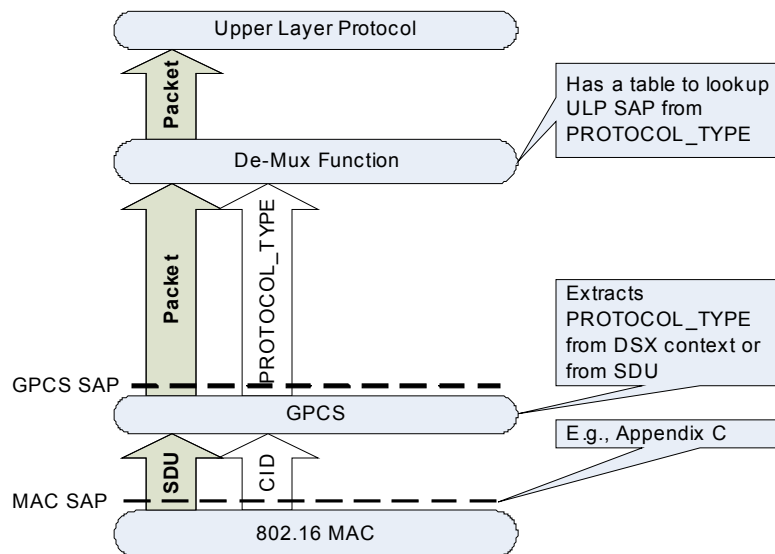 Upper Layer Protocol
Packet
Has a table to lookup
ULP SAP from
PROTOCOL_TYPE
De-Mux Function
Packet
PROTOCOL_TYPE
Extracts
PROTOCOL_TYPE
from DSX context or
from SDU
GPCS SAP
GPCS
E.g., Appendix C
SDU
CID
MAC SAP
802.16 MAC